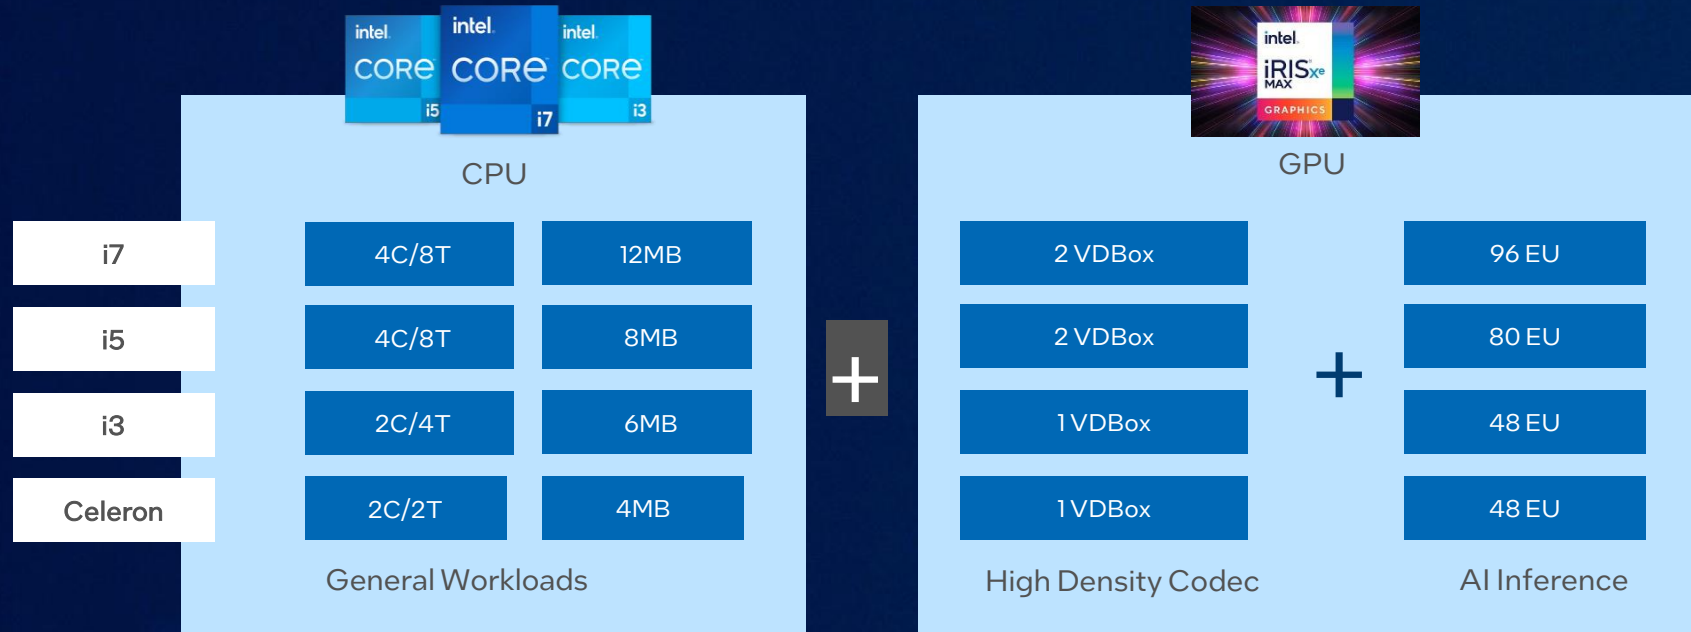 intel.
CORE
i5
intel.
CORE
i7
intel.
CORE
i3
intel.
iRIS Xe
MAX
GRAPHICS
CPU
GPU
i7
4C/8T
12MB
2 VDBox
96 EU
i5
4C/8T
8MB
2 VDBox
80 EU
i3
2C/4T
6MB
1 VDBox
48 EU
Celeron
2C/2T
4MB
1 VDBox
48 EU
+
+
General Workloads
High Density Codec
AI Inference